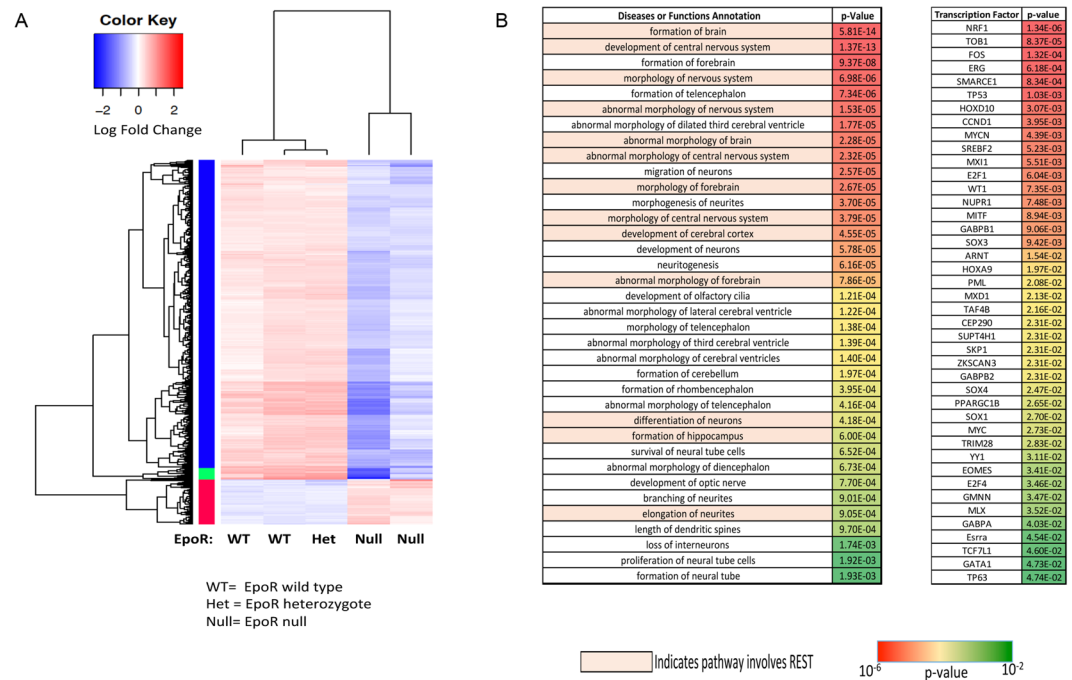 A
Color Key
−2 0 2
Log Fold Change
EpoR: WT WT Het Null Null
WT= EpoR wild type
Het = EpoR heterozygote
Null= EpoR null
B
Diseases or Functions Annotation p-Value
formation of brain 5.81E-14
development of central nervous system 1.37E-13
formation of forebrain 9.37E-08
morphology of nervous system 6.98E-06
formation of telencephalon 7.34E-06
abnormal morphology of nervous system 1.53E-05
abnormal morphology of dilated third cerebral ventricle 1.77E-05
abnormal morphology of brain 2.28E-05
abnormal morphology of central nervous system 2.32E-05
migration of neurons 2.57E-05
morphology of forebrain 2.67E-05
morphogenesis of neurites 3.70E-05
morphology of central nervous system 3.79E-05
development of cerebral cortex 4.55E-05
development of neurons 5.78E-05
neuritogenesis 6.16E-05
abnormal morphology of forebrain 7.86E-05
development of olfactory cilia 1.21E-04
abnormal morphology of lateral cerebral ventricle 1.22E-04
morphology of telencephalon 1.38E-04
abnormal morphology of third cerebral ventricle 1.39E-04
abnormal morphology of cerebral ventricles 1.40E-04
formation of cerebellum 1.97E-04
formation of rhombencephalon 3.95E-04
abnormal morphology of telencephalon 4.16E-04
differentiation of neurons 4.18E-04
formation of hippocampus 6.00E-04
survival of neural tube cells 6.52E-04
abnormal morphology of diencephalon 6.73E-04
development of optic nerve 7.70E-04
branching of neurites 9.01E-04
elongation of neurites 9.05E-04
length of dendritic spines 9.70E-04
loss of interneurons 1.74E-03
proliferation of neural tube cells 1.92E-03
formation of neural tube 1.93E-03
Transcription Factor p-value
NRF1 1.34E-06
TOB1 8.37E-05
FOS 1.32E-04
ERG 6.18E-04
SMARCE1 8.34E-04
TP53 1.03E-03
HOXD10 3.07E-03
CCND1 3.95E-03
MYCN 4.39E-03
SREBF2 5.23E-03
MXI1 5.51E-03
E2F1 6.04E-03
WT1 7.35E-03
NUPR1 7.48E-03
MITF 8.94E-03
GABPB1 9.06E-03
SOX3 9.42E-03
ARNT 1.54E-02
HOXA9 1.97E-02
PML 2.08E-02
MXD1 2.13E-02
TAF4B 2.16E-02
CEP290 2.31E-02
SUPT4H1 2.31E-02
SKP1 2.31E-02
ZKSCAN3 2.31E-02
GABPB2 2.31E-02
SOX4 2.47E-02
PPARGC1B 2.65E-02
SOX1 2.70E-02
MYC 2.73E-02
TRIM28 2.83E-02
YY1 3.11E-02
EOMES 3.41E-02
E2F4 3.46E-02
GMNN 3.47E-02
MLX 3.52E-02
GABPA 4.03E-02
Esrra 4.54E-02
TCF7L1 4.60E-02
GATA1 4.73E-02
TP63 4.74E-02
Indicates pathway involves REST
10⁻⁶ p-value 10⁻²